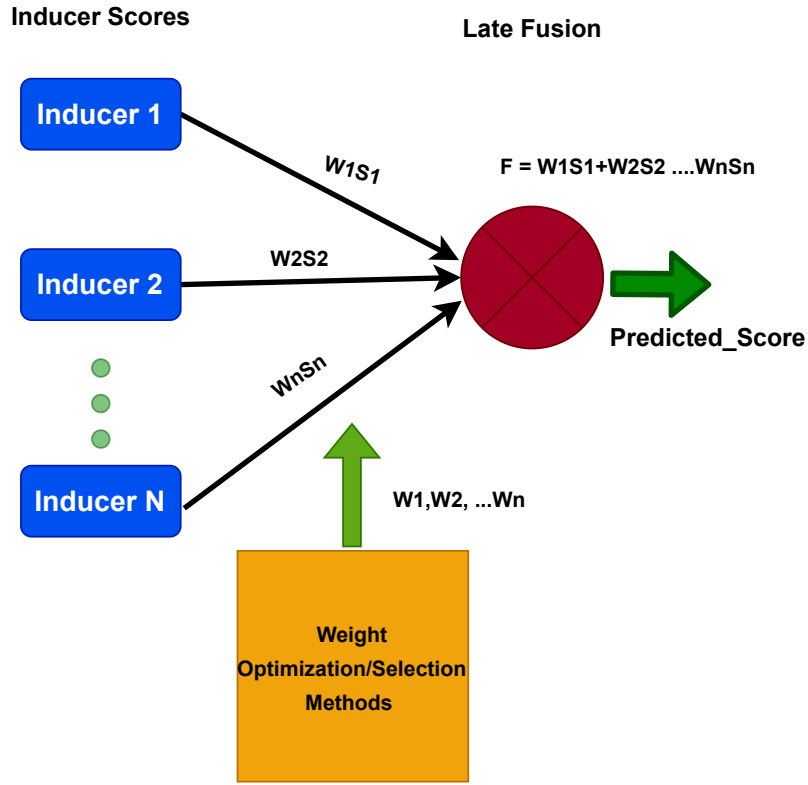 Inducer Scores
Late Fusion
Inducer 1
W1S1
F = W1S1+W2S2 ....WnSn
W2S2
Inducer 2
Predicted_Score
WnSn
Inducer N
W1,W2, ...Wn
Weight
Optimization/Selection
Methods